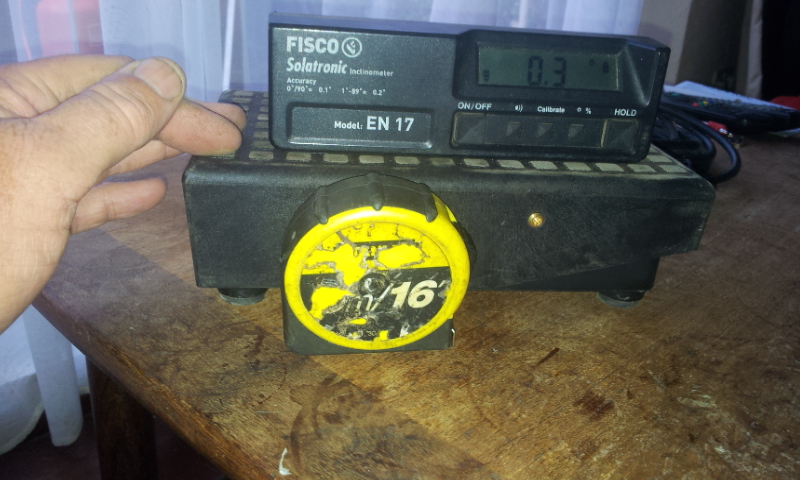 FISCO
Solatronic Inclinometer
Accuracy
0°/90°= 0.1° 1°-89°= 0.2°
Model: EN 17
0.3
ON/OFF Calibrate ° % HOLD
m/16'